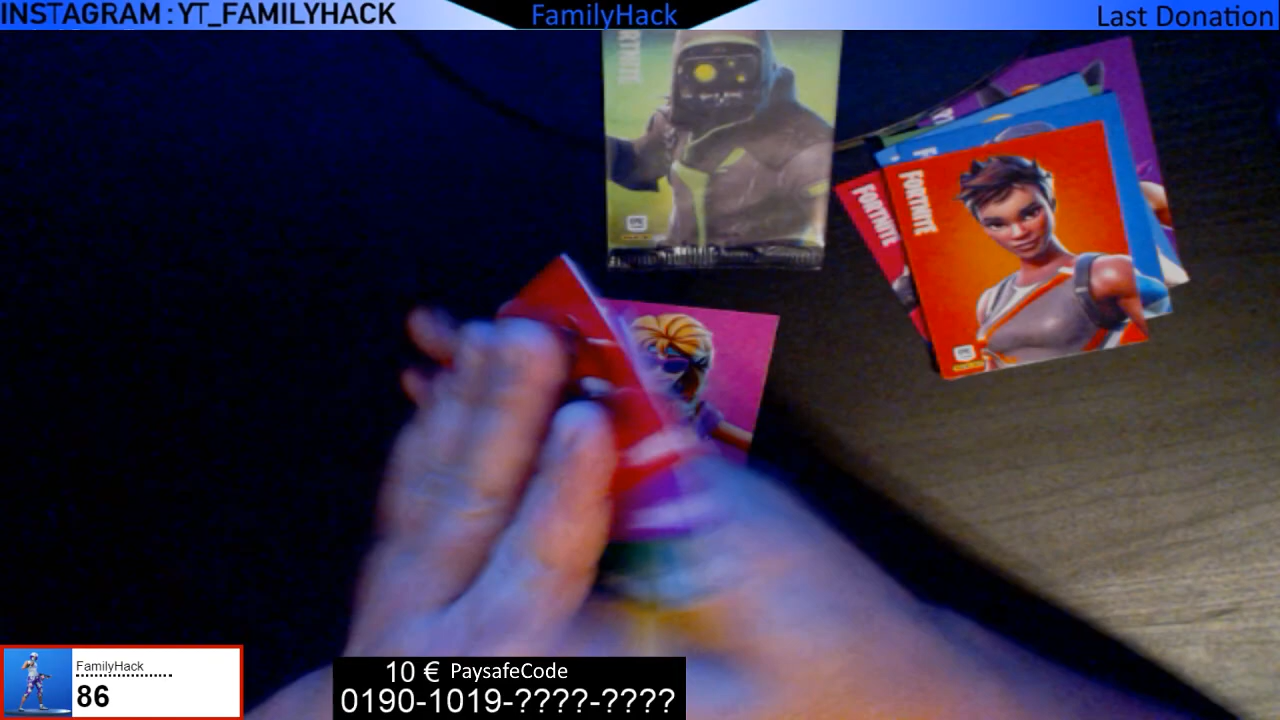 INSTAGRAM : YT_FAMILYHACK
FamilyHack
Last Donation
FORTNITE
FORTNITE
FamilyHack
86
10 € PaysafeCode
0190-1019-????-????